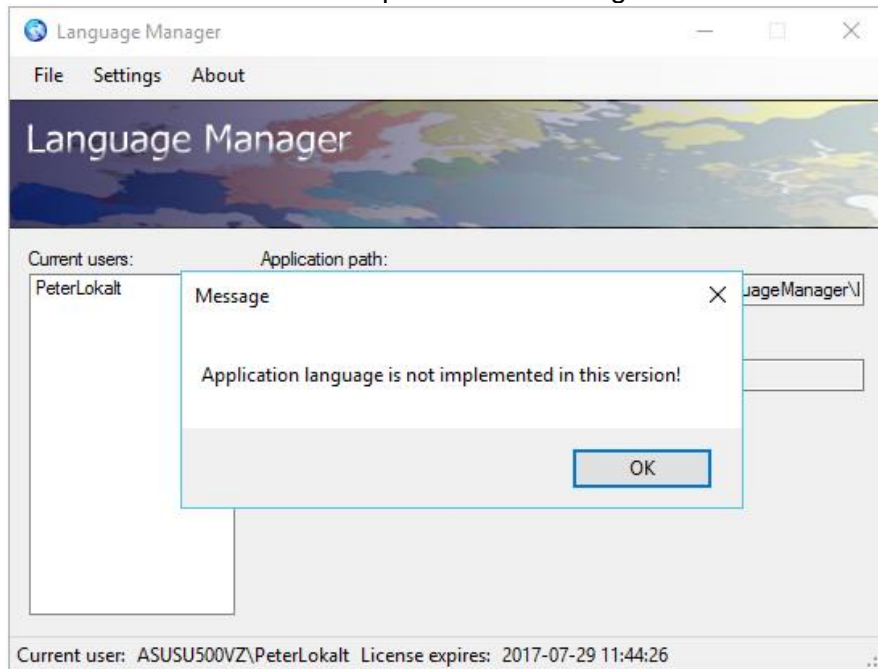 Language Manager
File Settings About
Language Manager
Current users:
Application path:
PeterLokalt
Message
Application language is not implemented in this version!
OK
Current user: ASUSU500VZ\PeterLokalt License expires: 2017-07-29 11:44:26